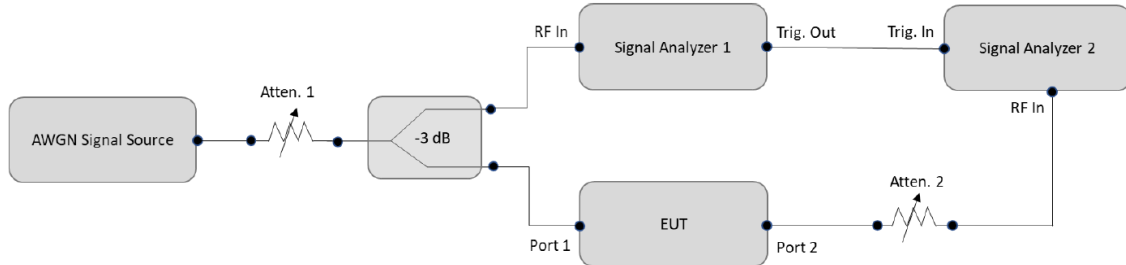 RF In
Signal Analyzer 1
Trig. Out
Trig. In
Signal Analyzer 2
RF In
Atten. 1
AWGN Signal Source
-3 dB
Atten. 2
EUT
Port 1
Port 2